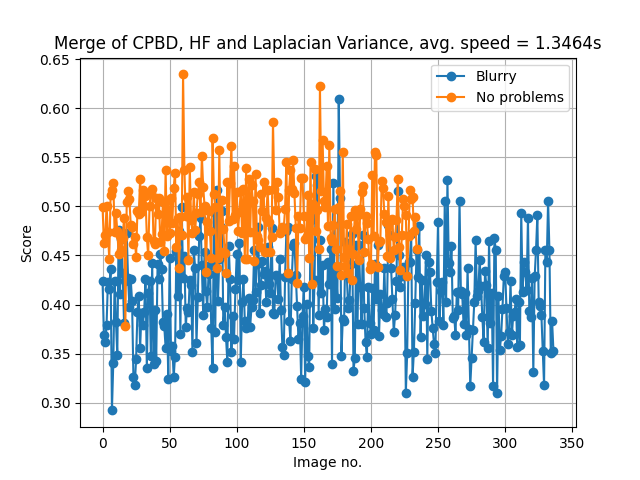 Merge of CPBD, HF and Laplacian Variance, avg. speed = 1.3464s
Blurry
No problems
0.65
0.60
0.55
0.50
0.45
0.40
0.35
0.30
Score
0 50 100 150 200 250 300 350
Image no.